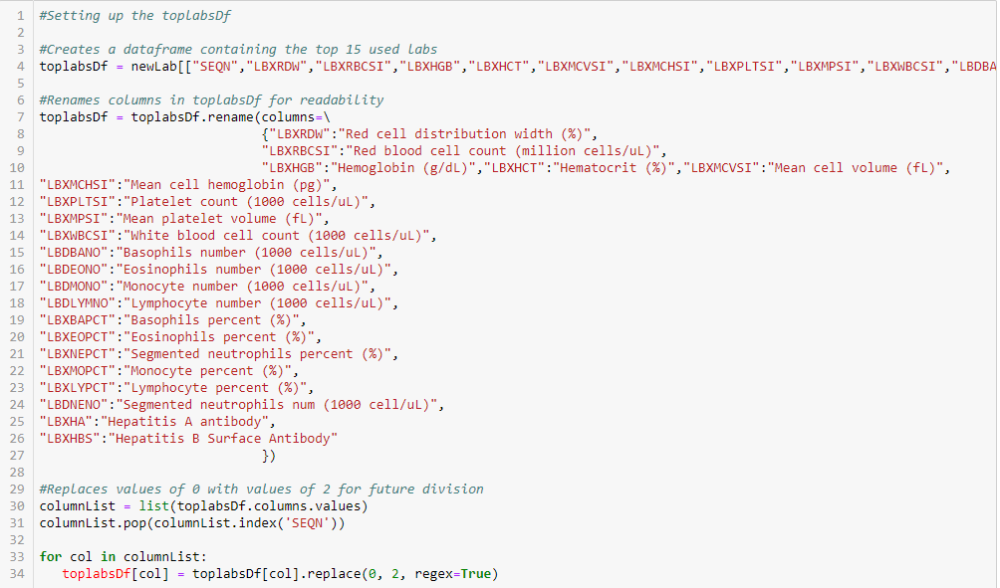 1 #Setting up the toplabsDf
2
3 #Creates a dataframe containing the top 15 used labs
4 toplabsDf = newLab[["SEQN","LBXRDW","LBXRBCSI","LBXHGB","LBXHCT","LBXMCVSI","LBXMCHSI","LBXPLTSI","LBXMPSI","LBXWBCSI","LBDBA
5
6 #Renames columns in toplabsDf for readability
7 toplabsDf = toplabsDf.rename(columns=\
8 {"LBXRDW":"Red cell distribution width (%)",
9 "LBXRBCSI":"Red blood cell count (million cells/uL)",
10 "LBXHGB":"Hemoglobin (g/dL)","LBXHCT":"Hematocrit (%)","LBXMCVSI":"Mean cell volume (fL)",
11 "LBXMCHSI":"Mean cell hemoglobin (pg)",
12 "LBXPLTSI":"Platelet count (1000 cells/uL)",
13 "LBXMPSI":"Mean platelet volume (fL)",
14 "LBXWBCSI":"White blood cell count (1000 cells/uL)",
15 "LBDBANO":"Basophils number (1000 cells/uL)",
16 "LBDEONO":"Eosinophils number (1000 cells/uL)",
17 "LBDMONO":"Monocyte number (1000 cells/uL)",
18 "LBDLYMNO":"Lymphocyte number (1000 cells/uL)",
19 "LBXBAPCT":"Basophils percent (%)",
20 "LBXEOPCT":"Eosinophils percent (%)",
21 "LBXNEPCT":"Segmented neutrophils percent (%)",
22 "LBXMOPCT":"Monocyte percent (%)",
23 "LBXLYPCT":"Lymphocyte percent (%)",
24 "LBDNENO":"Segmented neutrophils num (1000 cell/uL)",
25 "LBXHA":"Hepatitis A antibody",
26 "LBXHBS":"Hepatitis B Surface Antibody"
27 })
28
29 #Replaces values of 0 with values of 2 for future division
30 columnList = list(toplabsDf.columns.values)
31 columnList.pop(columnList.index('SEQN'))
32
33 for col in columnList:
34 toplabsDf[col] = toplabsDf[col].replace(0, 2, regex=True)